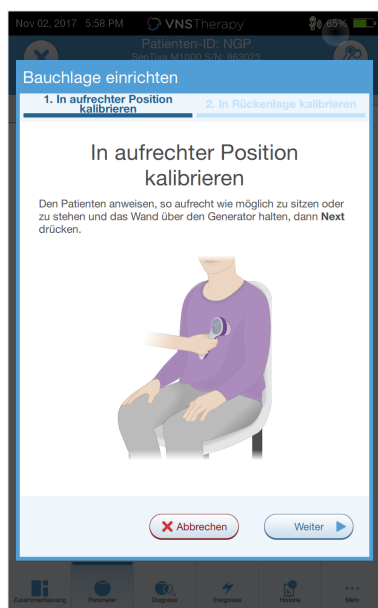 Nov 02, 2017 5:58 PM VNSTherapy 65%
Patienten-ID: NGP
SenTiva M1000 S/N: 963023
Bauchlage einrichten
1. In aufrechter Position
kalibrieren
2. In Rückenlage kalibrieren
In aufrechter Position
kalibrieren
Den Patienten anweisen, so aufrecht wie möglich zu sitzen oder
zu stehen und das Wand über den Generator halten, dann Next
drücken.
Abbrechen
Weiter
Zusammenfassung Parameter Diagnose Ereignisse Historie Mehr